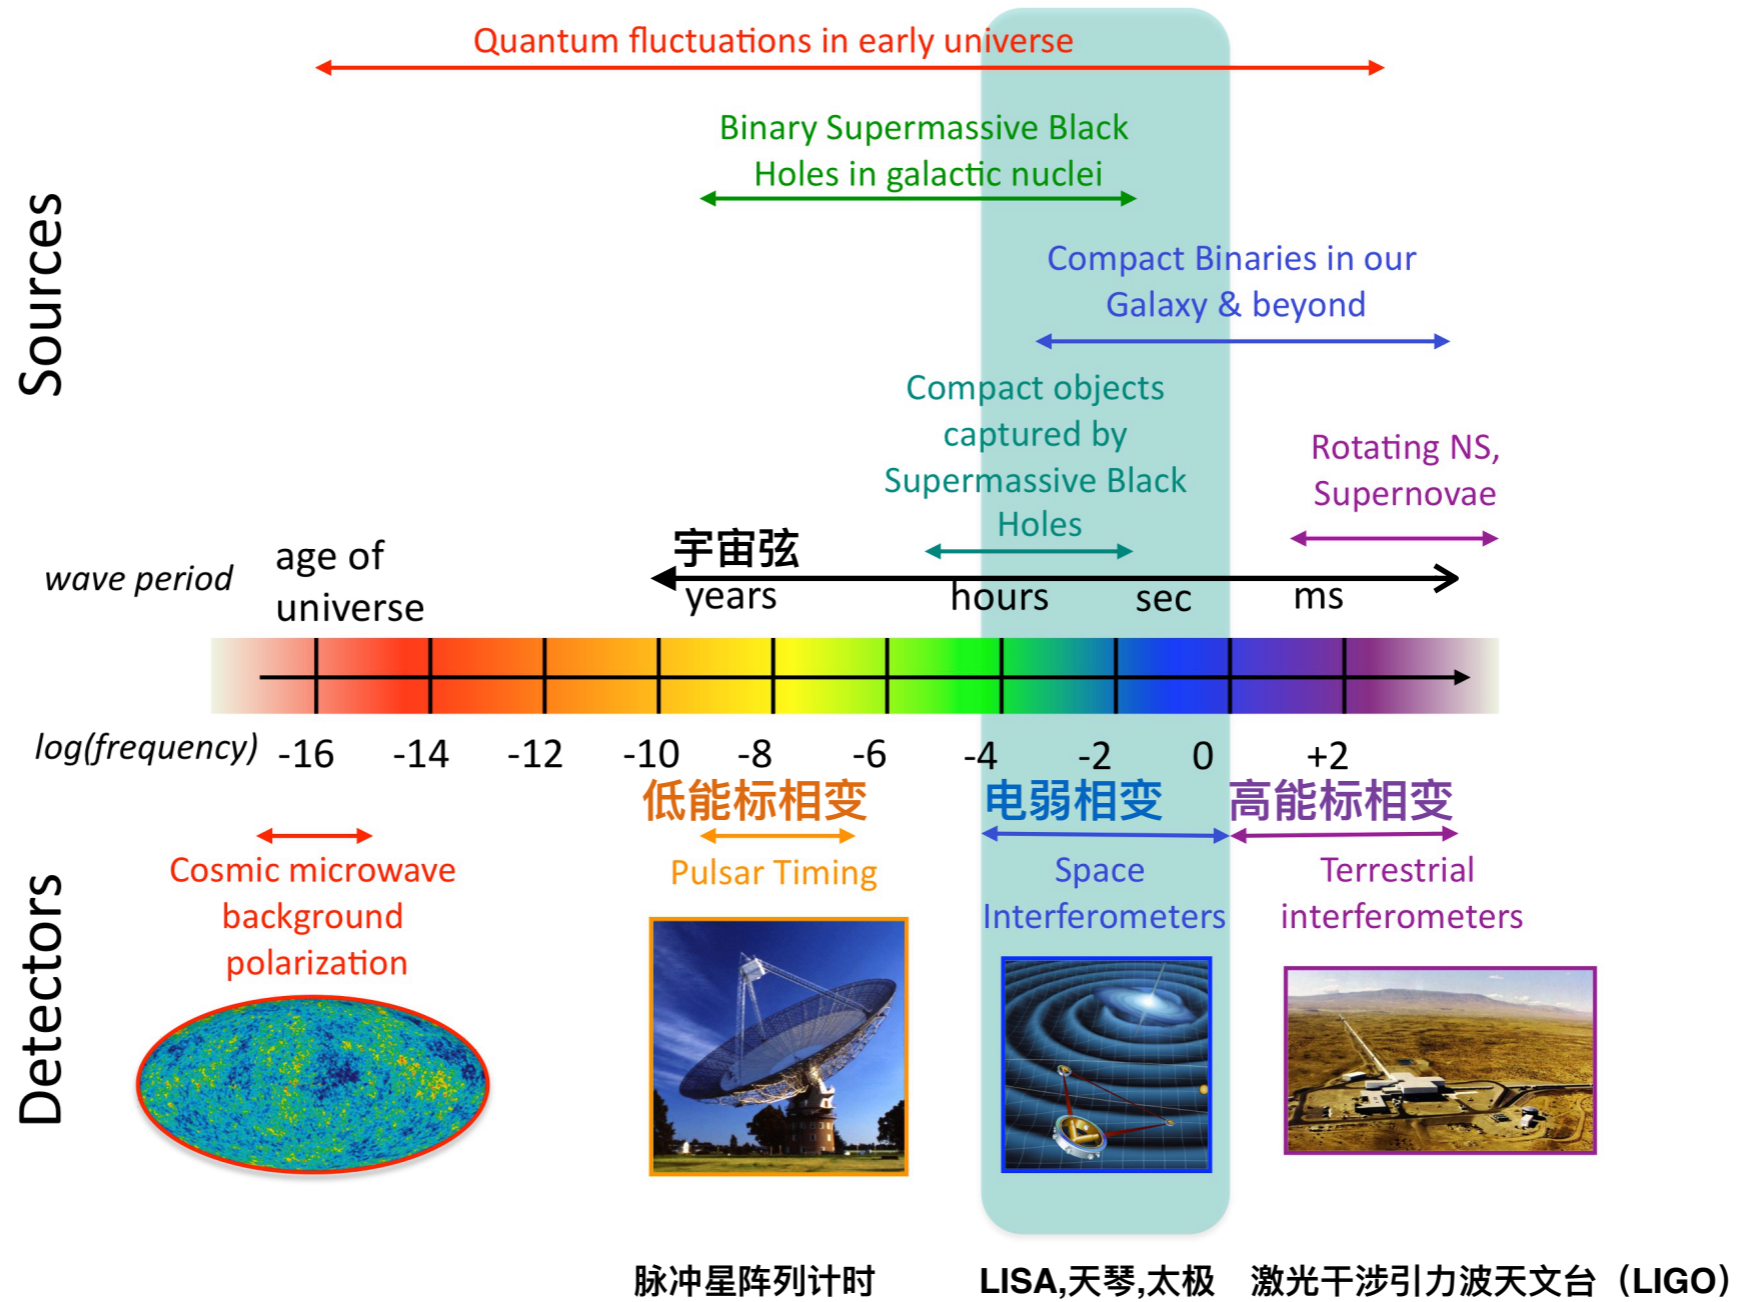 Quantum fluctuations in early universe
Binary Supermassive Black
Holes in galactic nuclei
Compact Binaries in our
Galaxy & beyond
Sources
Compact objects
captured by
Supermassive Black
Holes
Rotating NS,
Supernovae
宇宙弦
wave period
age of
universe
years
hours
sec
ms
log(frequency)
-16
-14
-12
-10
-8
-6
-4
-2
0
+2
低能标相变
电弱相变
高能标相变
Detectors
Cosmic microwave
background
polarization
Pulsar Timing
Space
Interferometers
Terrestrial
interferometers
脉冲星阵列计时
LISA,天琴,太极
激光干涉引力波天文台（LIGO）